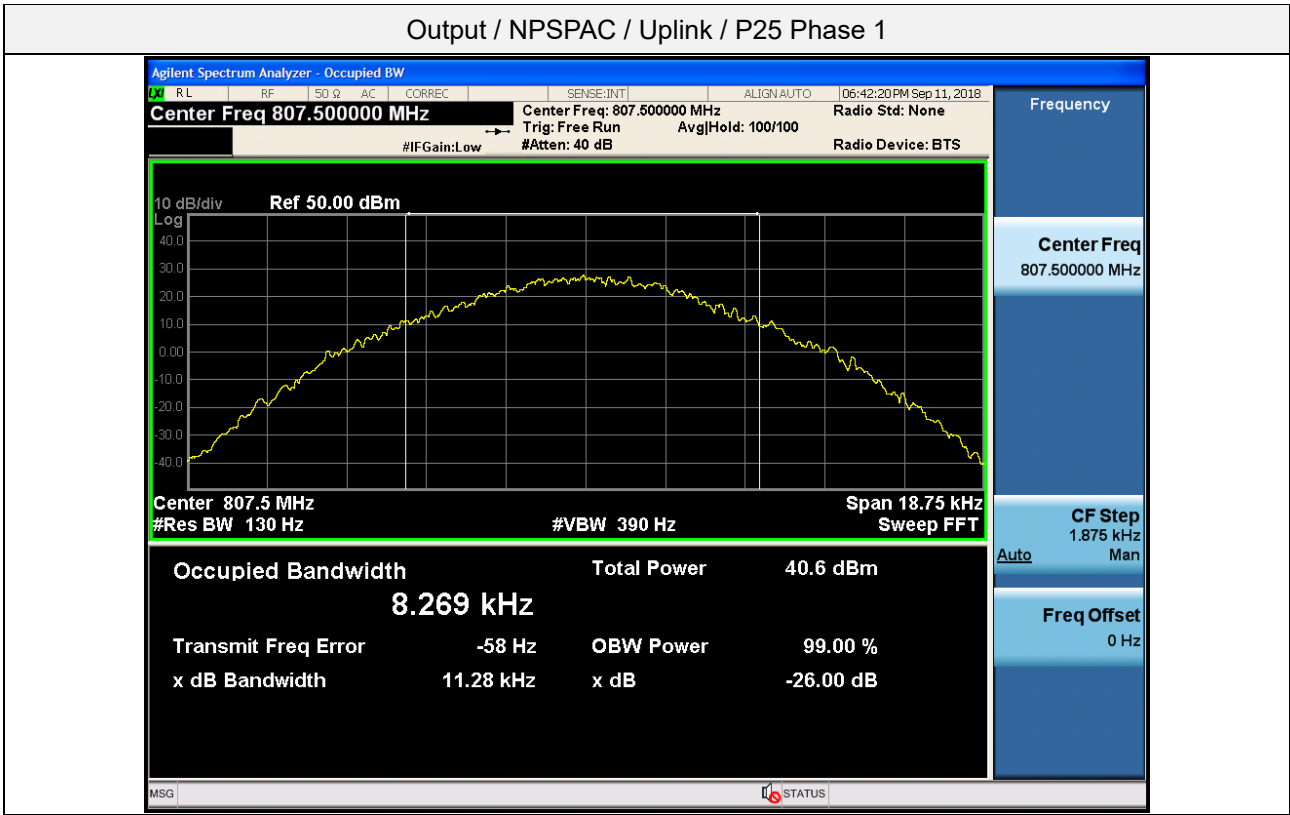 Output / NPSPAC / Uplink / P25 Phase 1
Agilent Spectrum Analyzer - Occupied BW
LXI RL RF 50 Ω AC CORREC SENSE:INT ALIGNAUTO 06:42:20PM Sep 11, 2018
Center Freq 807.500000 MHz
Center Freq: 807.500000 MHz Radio Std: None
Trig: Free Run Avg|Hold: 100/100
#IFGain:Low #Atten: 40 dB Radio Device: BTS
10 dB/div Ref 50.00 dBm
Log
40.0
30.0
20.0
10.0
0.00
-10.0
-20.0
-30.0
-40.0
Center 807.5 MHz Span 18.75 kHz
#Res BW 130 Hz #VBW 390 Hz Sweep FFT
Occupied Bandwidth Total Power 40.6 dBm
8.269 kHz
Transmit Freq Error -58 Hz OBW Power 99.00 %
x dB Bandwidth 11.28 kHz x dB -26.00 dB
Frequency
Center Freq
807.500000 MHz
CF Step
1.875 kHz
Auto Man
Freq Offset
0 Hz
MSG STATUS